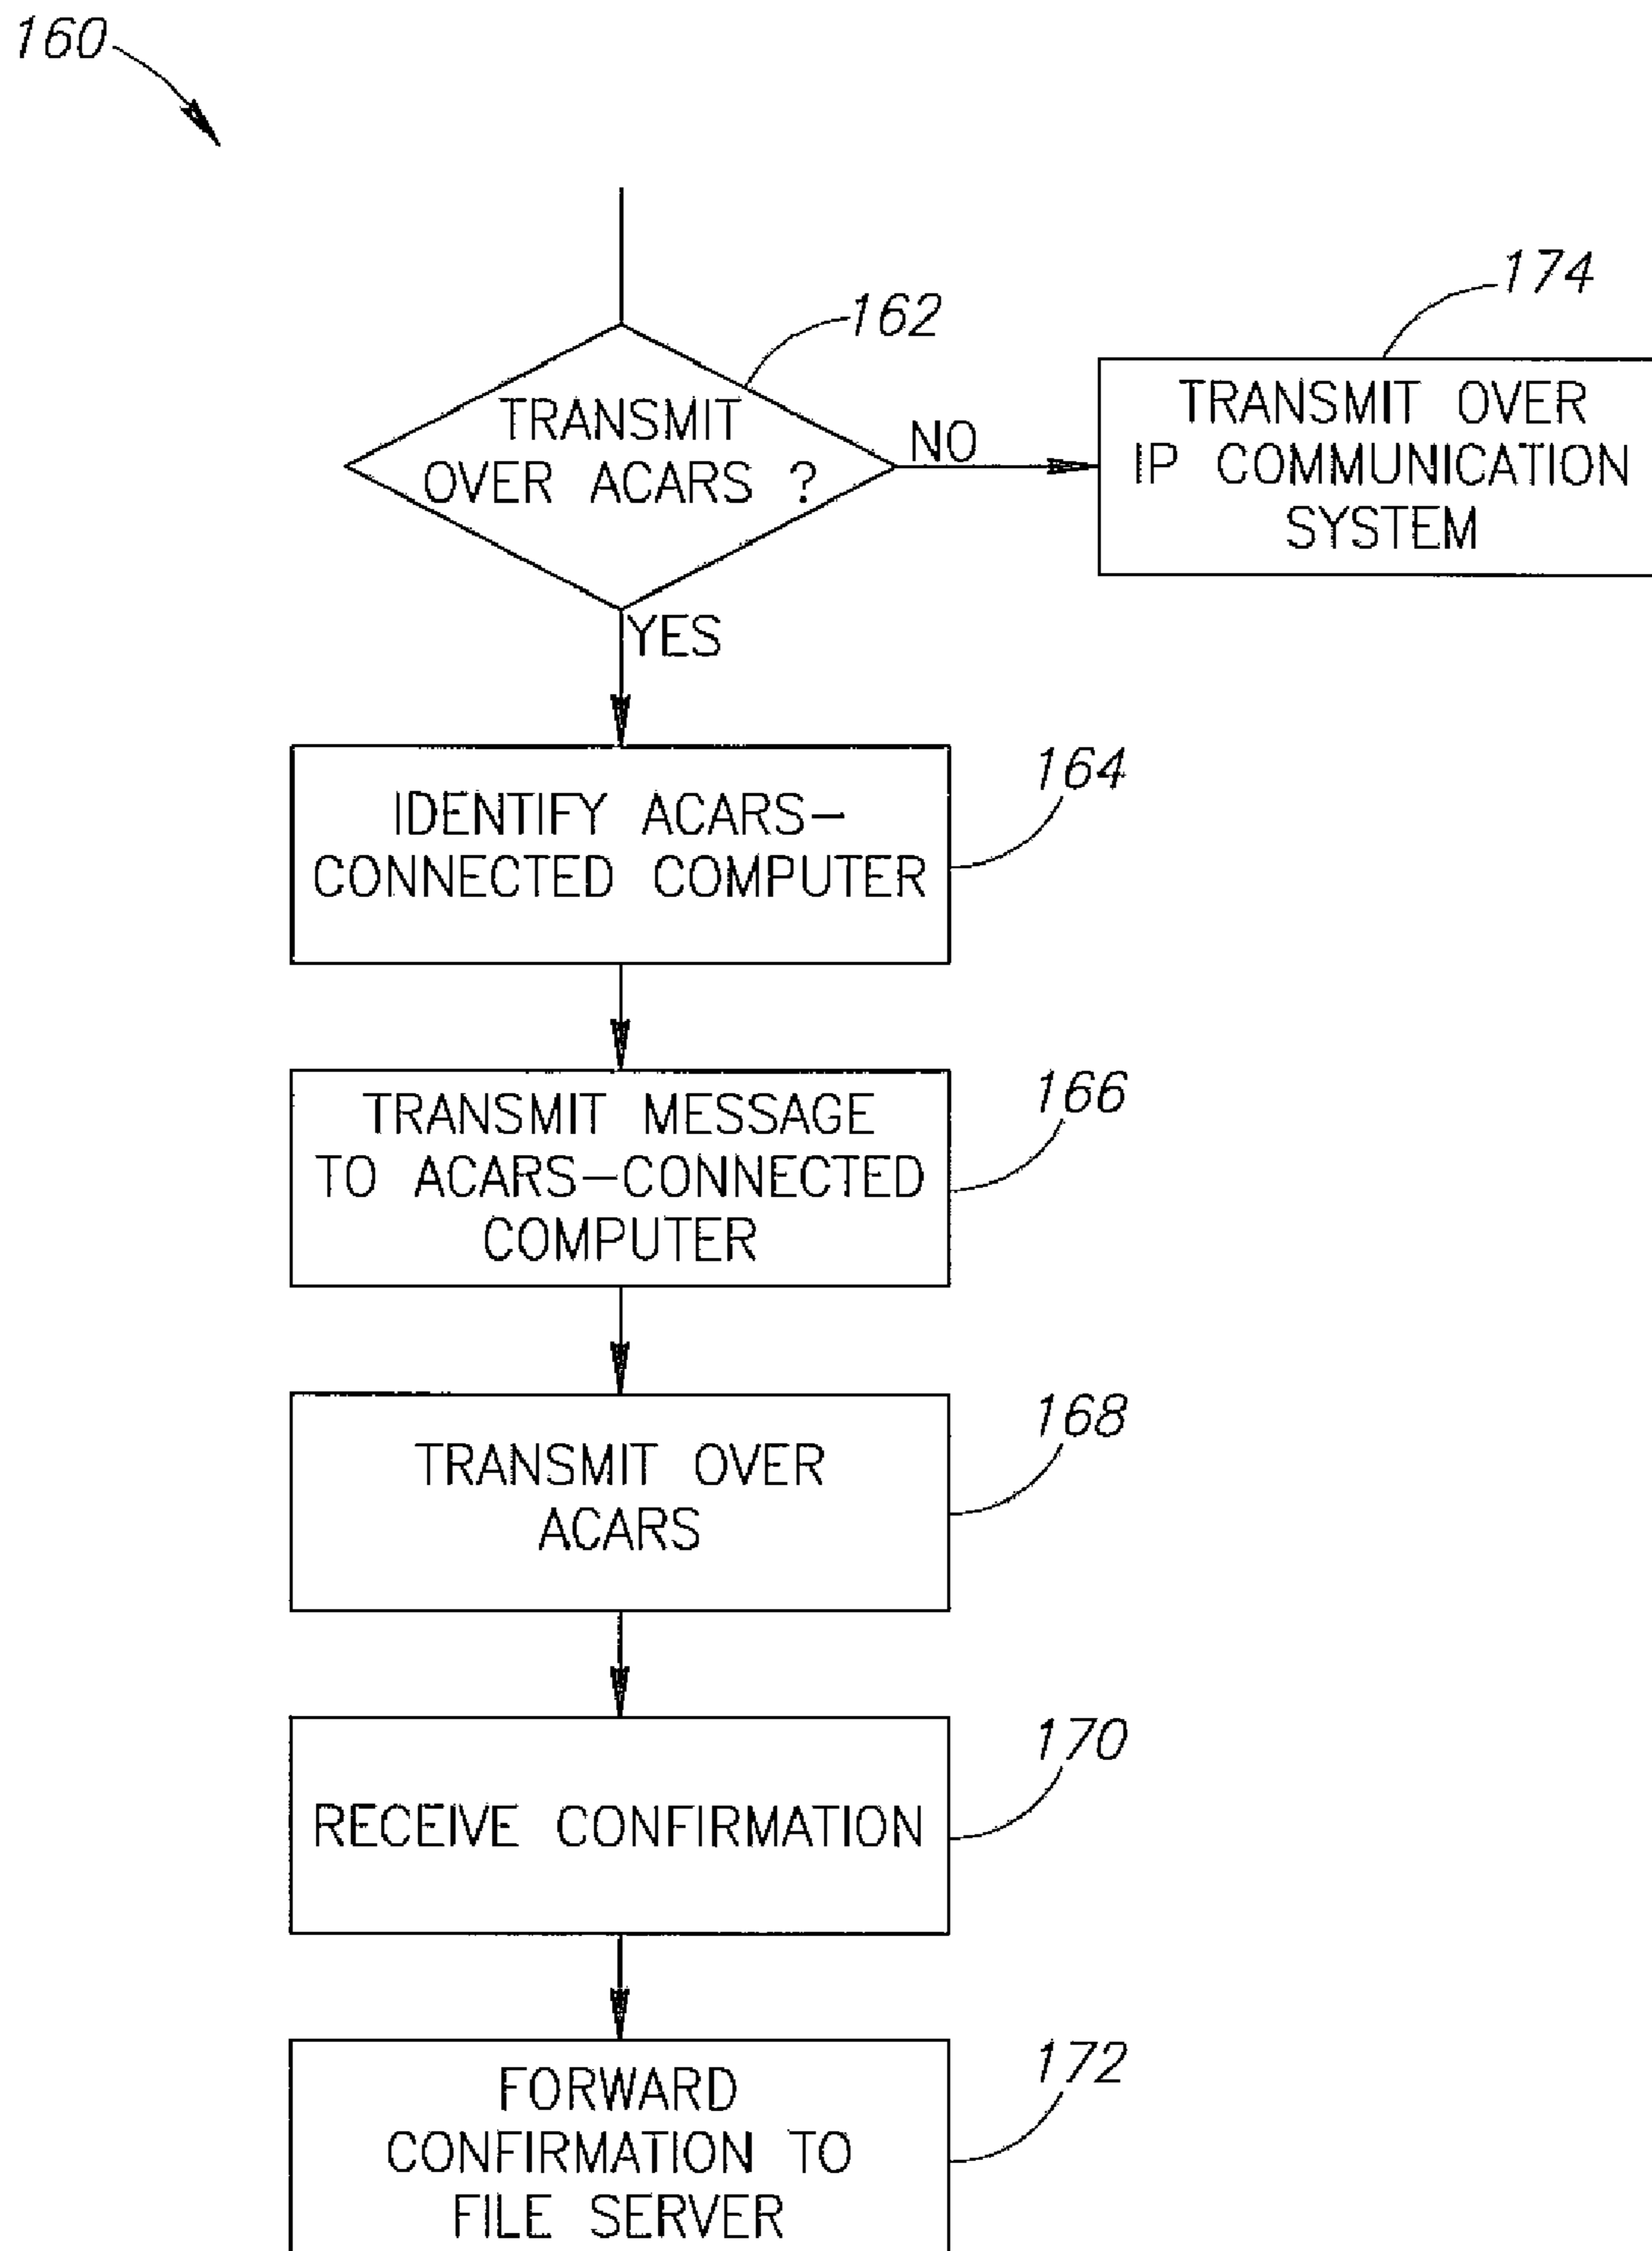 160
162
TRANSMIT
OVER ACARS ?
NO
174
TRANSMIT OVER
IP COMMUNICATION
SYSTEM
YES
164
IDENTIFY ACARS–
CONNECTED COMPUTER
166
TRANSMIT MESSAGE
TO ACARS–CONNECTED
COMPUTER
168
TRANSMIT OVER
ACARS
170
RECEIVE CONFIRMATION
172
FORWARD
CONFIRMATION TO
FILE SERVER